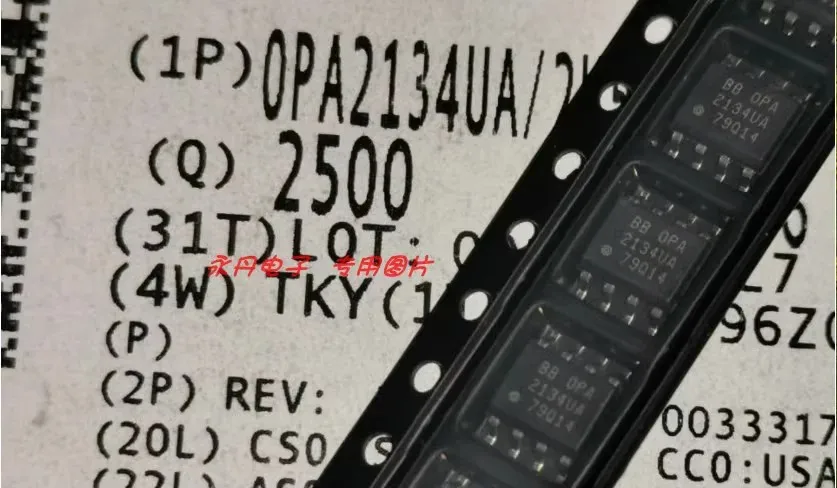 (1P) OPA2134UA/2
(Q) 2500
(31T)LOT:
永丹电子 专用图片
(4W) TKY(1
(P)
(2P) REV:
(20L) CSO
BB OPA
2134UA
79014
BB OPA
2134UA
79014
BB OPA
2134UA
79014
L7
96Z
0033317
CCO:USA